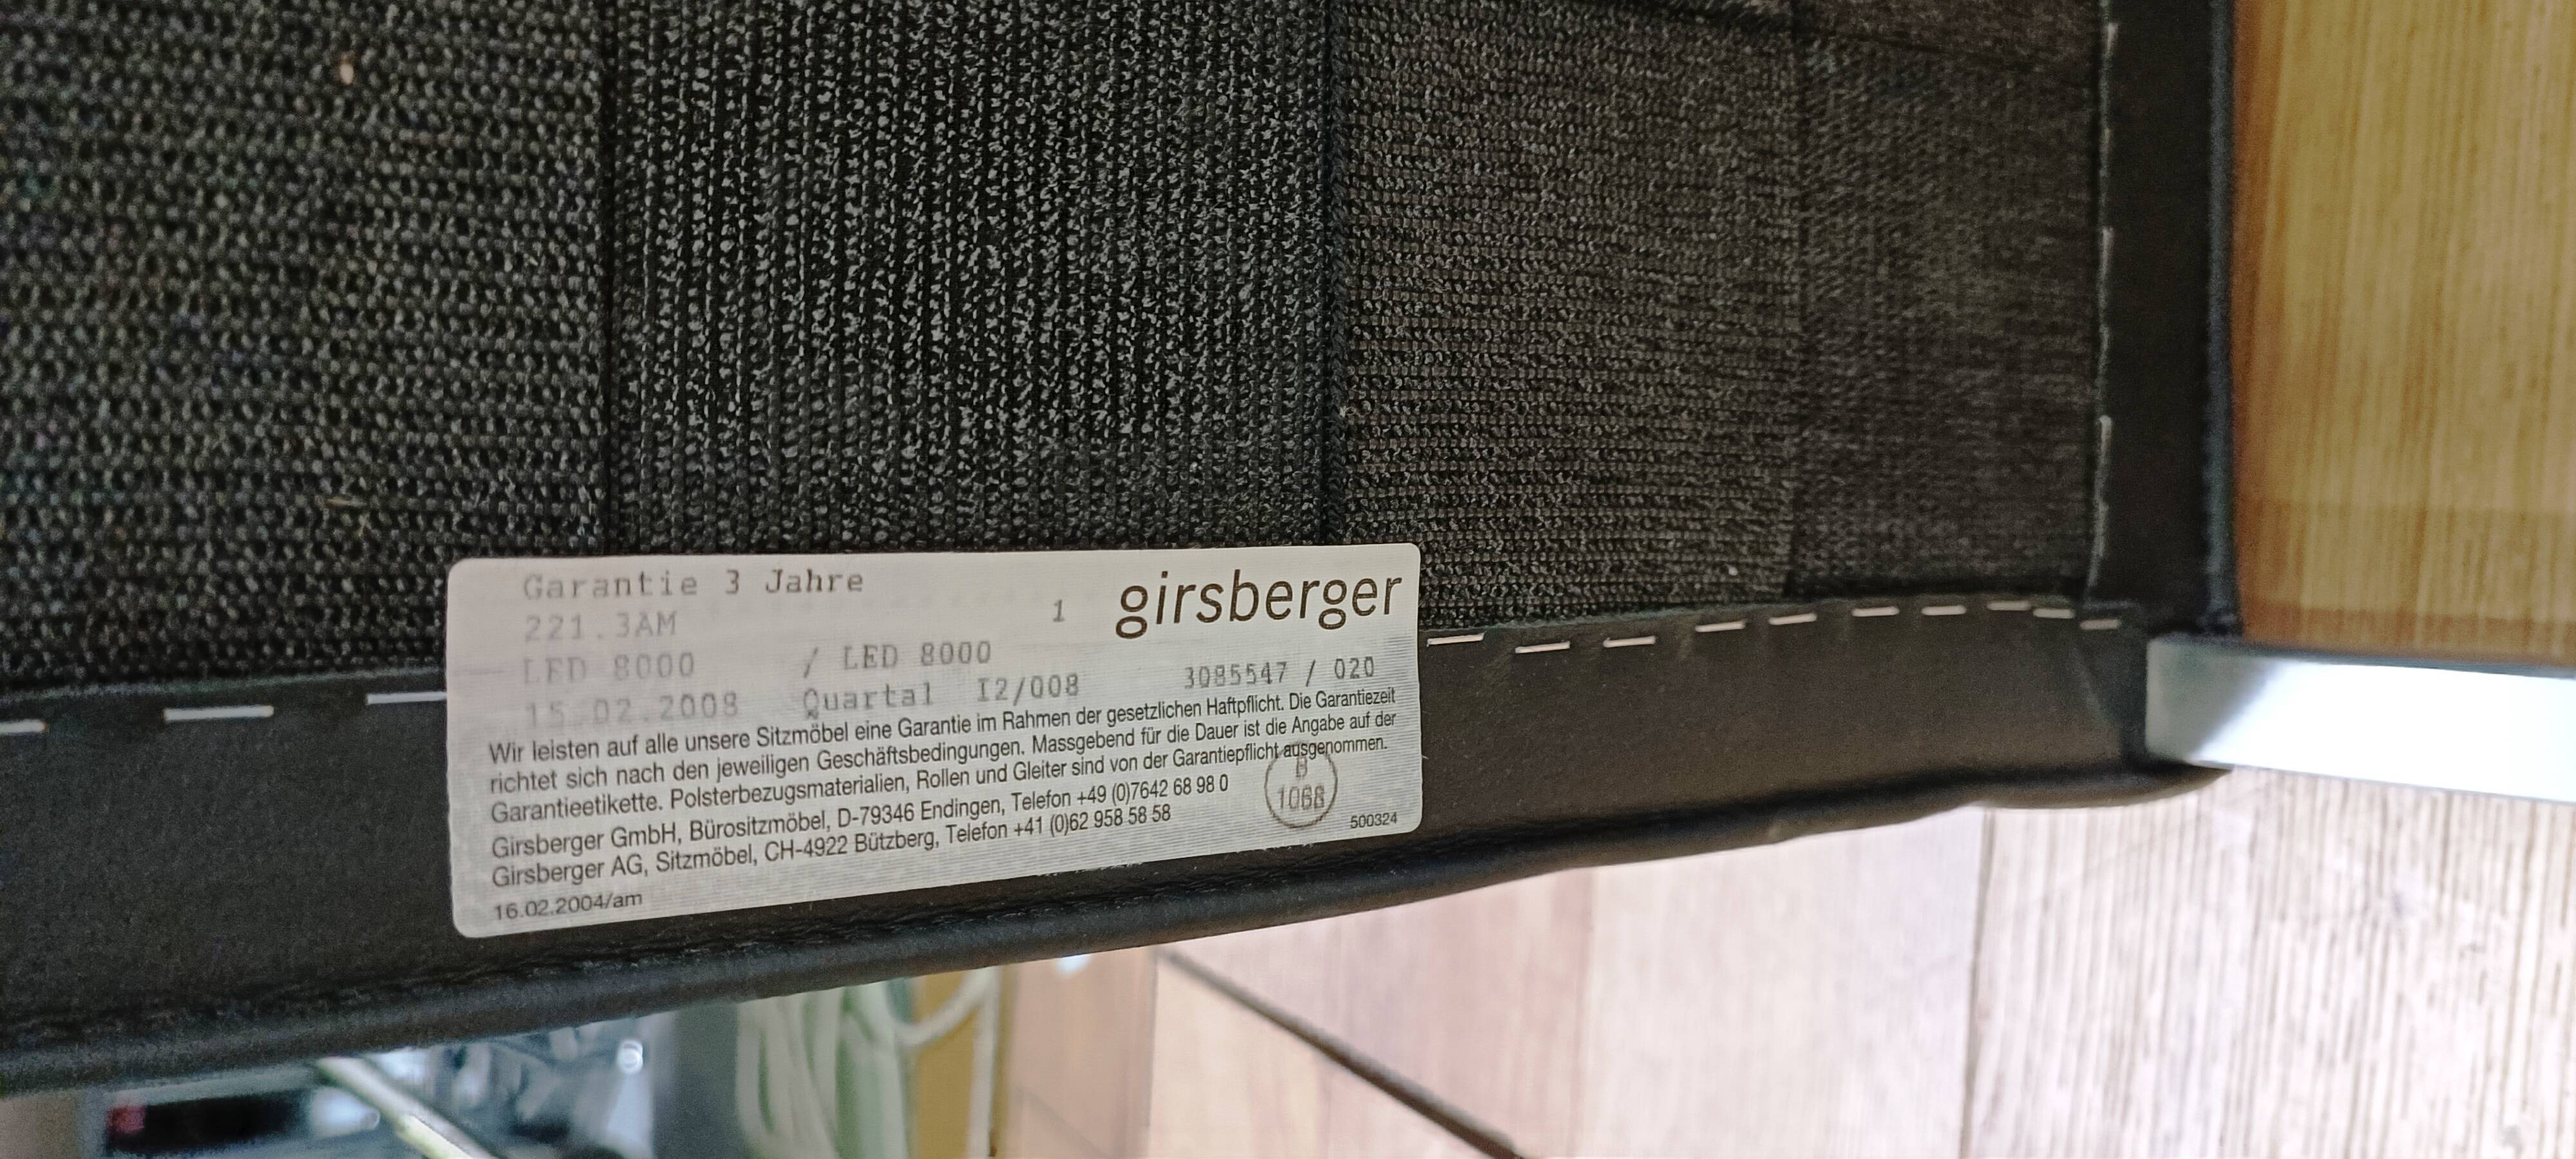 Garantie 3 Jahre
221.3AM
1
girsberger
LED 8000 / LED 8000
15.02.2008 Quartal I2/008 3085547 / 020
Wir leisten auf alle unsere Sitzmöbel eine Garantie im Rahmen der gesetzlichen Haftpflicht. Die Garantiezeit
richtet sich nach den jeweiligen Geschäftsbedingungen. Massgebend für die Dauer ist die Angabe auf der
Garantieetikette. Polsterbezugsmaterialien, Rollen und Gleiter sind von der Garantiepflicht ausgenommen.
Girsberger GmbH, Bürositzmöbel, D-79346 Endingen, Telefon +49 (0)7642 68 98 0
Girsberger AG, Sitzmöbel, CH-4922 Bützberg, Telefon +41 (0)62 958 58 58
B
1068
500324
16.02.2004/am